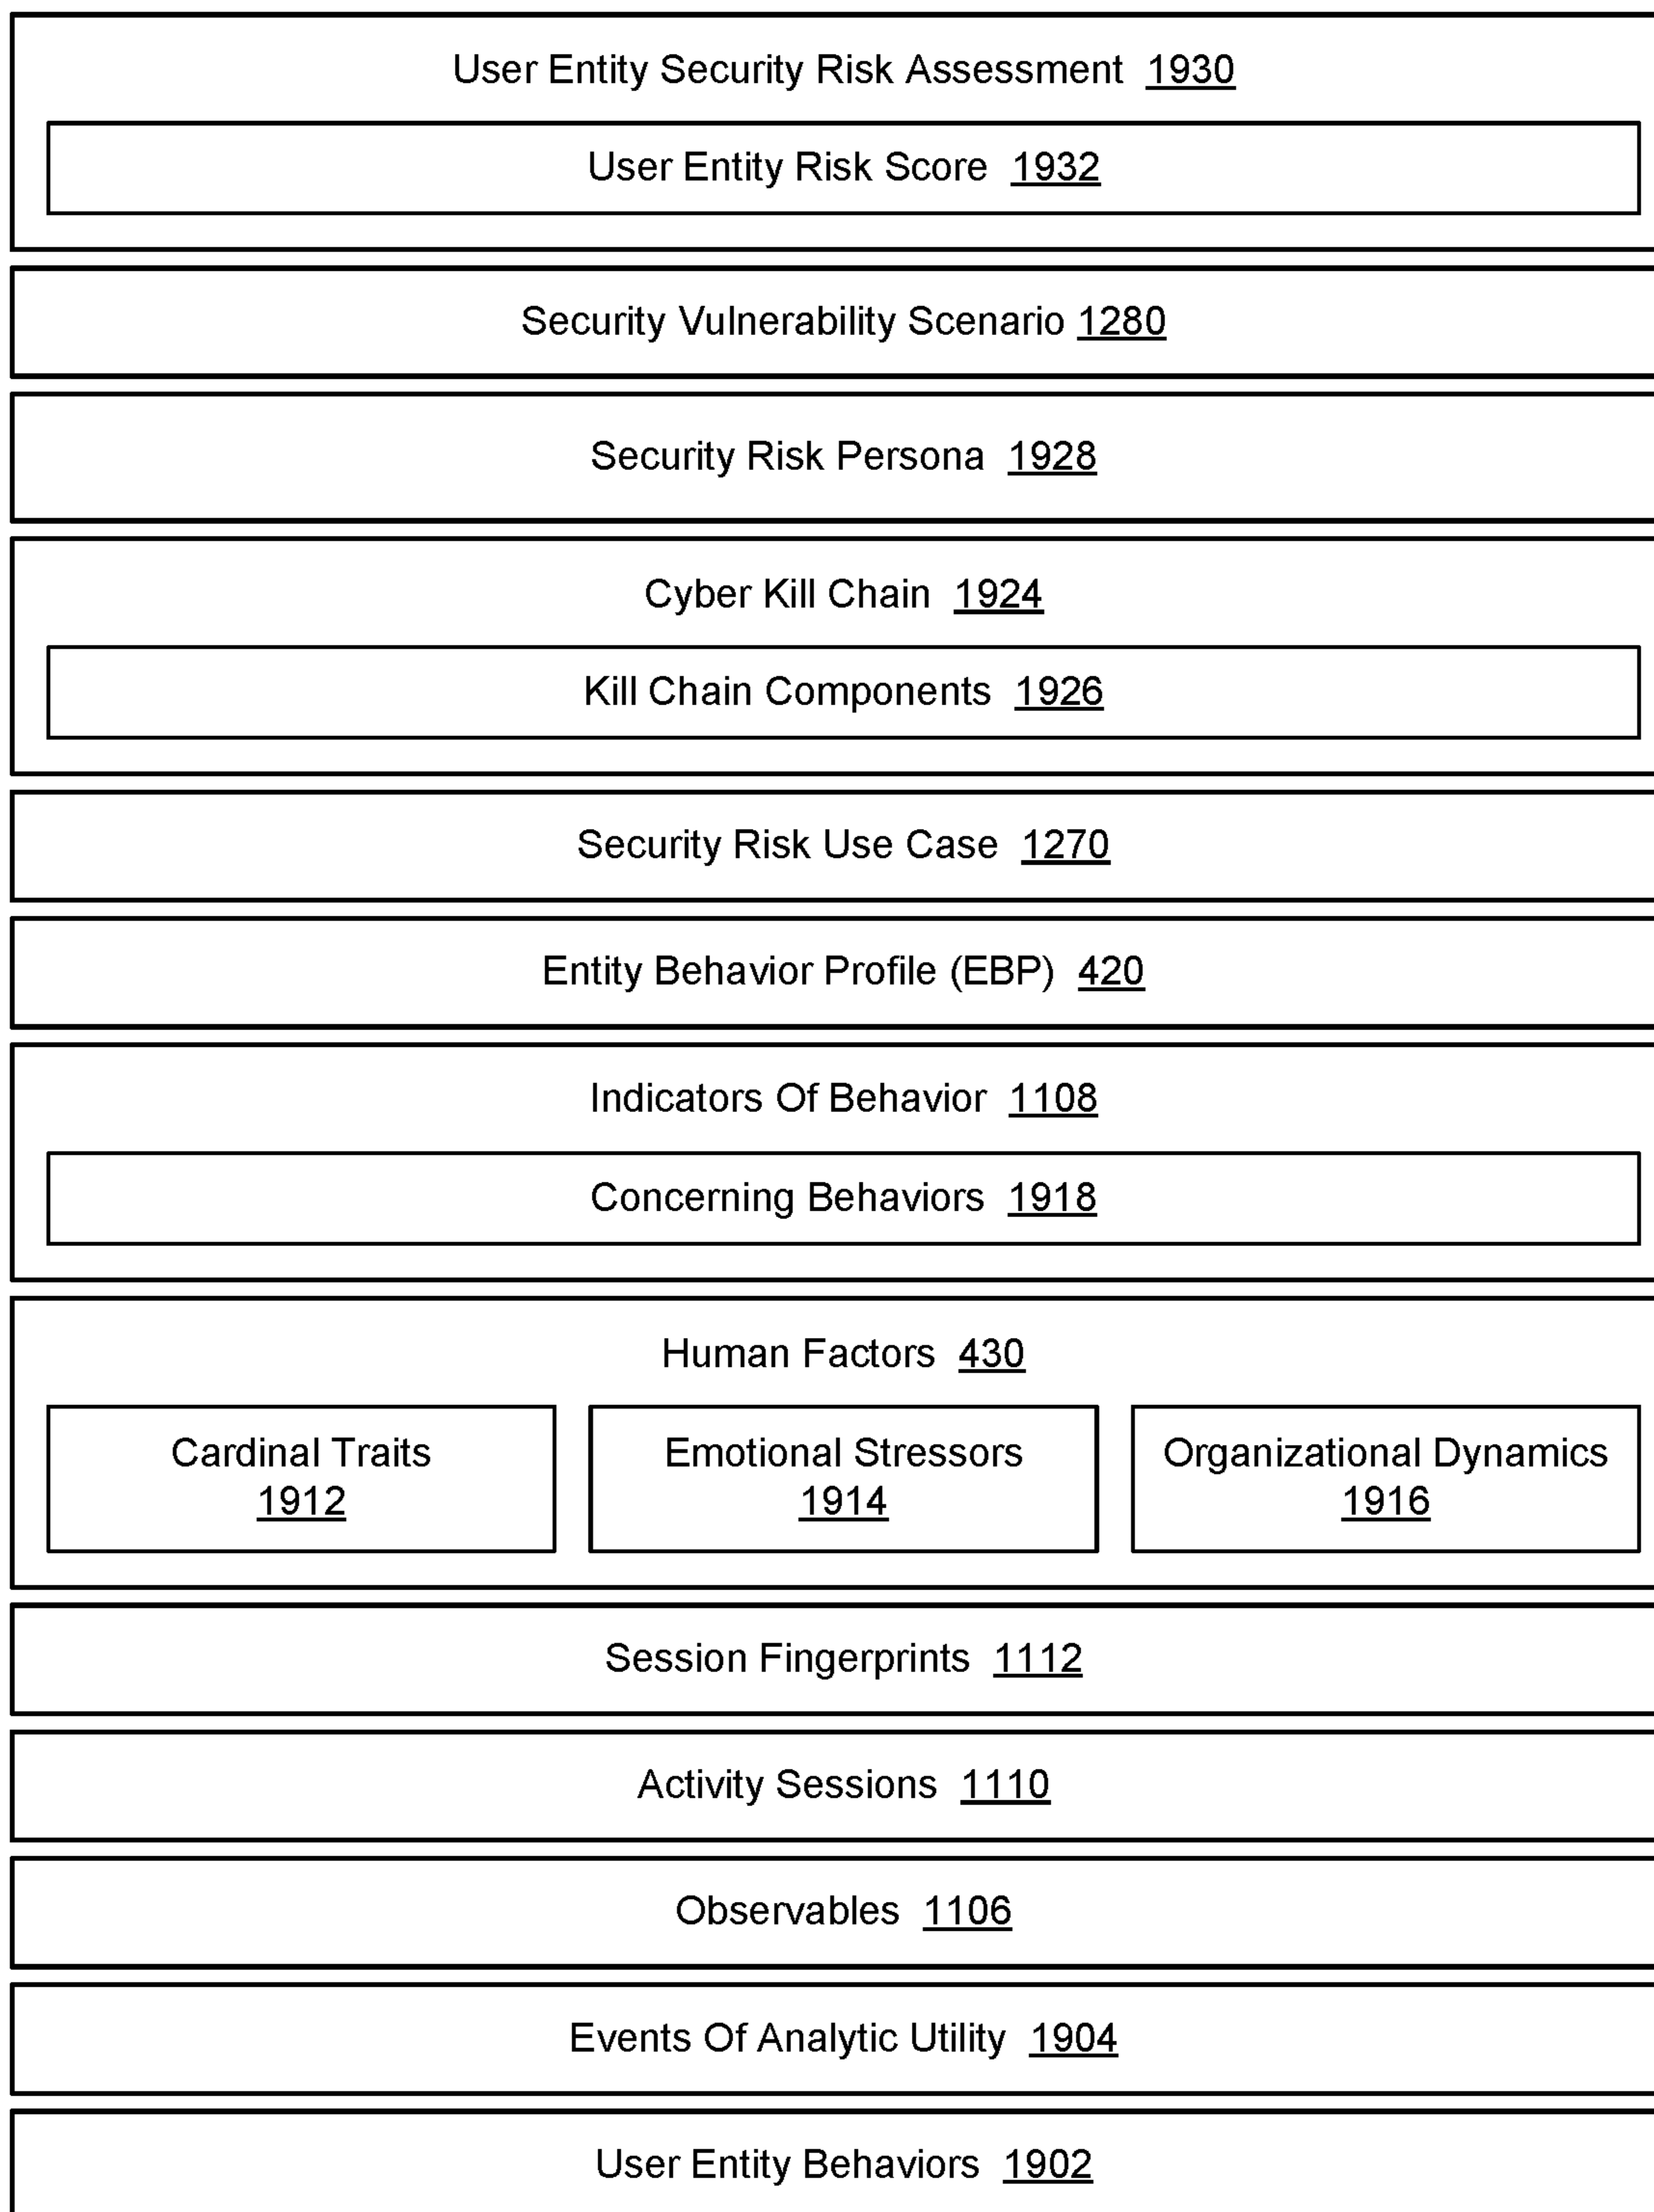 User Entity Security Risk Assessment 1930
User Entity Risk Score 1932
Security Vulnerability Scenario 1280
Security Risk Persona 1928
Cyber Kill Chain 1924
Kill Chain Components 1926
Security Risk Use Case 1270
Entity Behavior Profile (EBP) 420
Indicators Of Behavior 1108
Concerning Behaviors 1918
Human Factors 430
Cardinal Traits
1912
Emotional Stressors
1914
Organizational Dynamics
1916
Session Fingerprints 1112
Activity Sessions 1110
Observables 1106
Events Of Analytic Utility 1904
User Entity Behaviors 1902